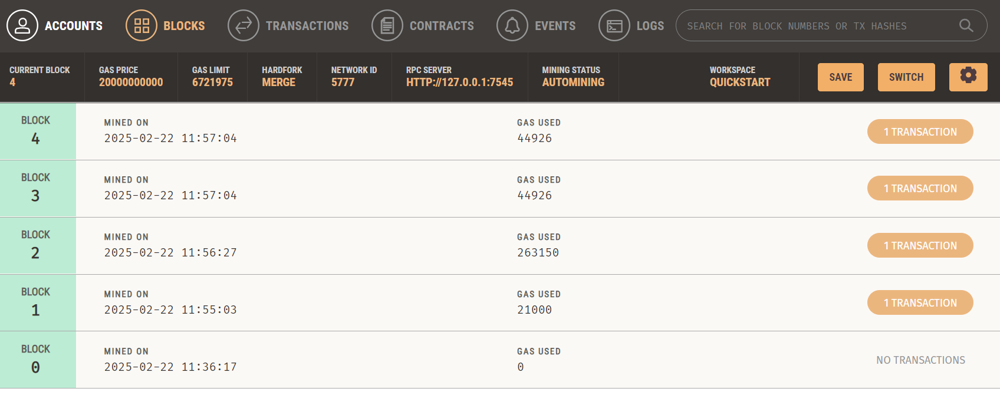 ACCOUNTS BLOCKS TRANSACTIONS CONTRACTS EVENTS LOGS SEARCH FOR BLOCK NUMBERS OR TX HASHES
CURRENT BLOCK GAS PRICE GAS LIMIT HARDFORK NETWORK ID RPC SERVER MINING STATUS WORKSPACE
4 20000000000 6721975 MERGE 5777 HTTP://127.0.0.1:7545 AUTOMINING QUICKSTART SAVE SWITCH
BLOCK MINED ON GAS USED
4 2025-02-22 11:57:04 44926 1 TRANSACTION
BLOCK MINED ON GAS USED
3 2025-02-22 11:57:04 44926 1 TRANSACTION
BLOCK MINED ON GAS USED
2 2025-02-22 11:56:27 263150 1 TRANSACTION
BLOCK MINED ON GAS USED
1 2025-02-22 11:55:03 21000 1 TRANSACTION
BLOCK MINED ON GAS USED
0 2025-02-22 11:36:17 0 NO TRANSACTIONS